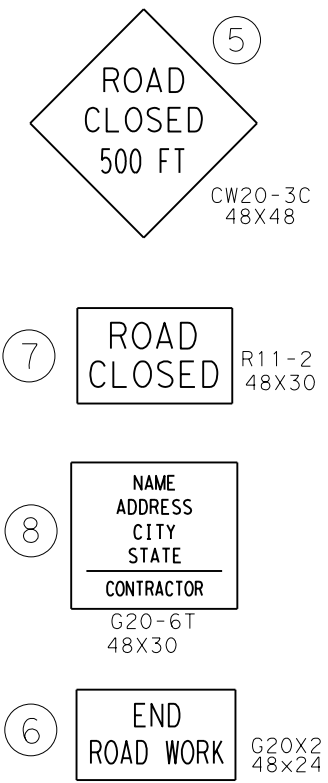 5
ROAD
CLOSED
500 FT
CW20-3C
48X48
7
ROAD
CLOSED
R11-2
48X30
8
NAME
ADDRESS
CITY
STATE
CONTRACTOR
G20-6T
48X30
6
END
ROAD WORK
G20X2
48x24